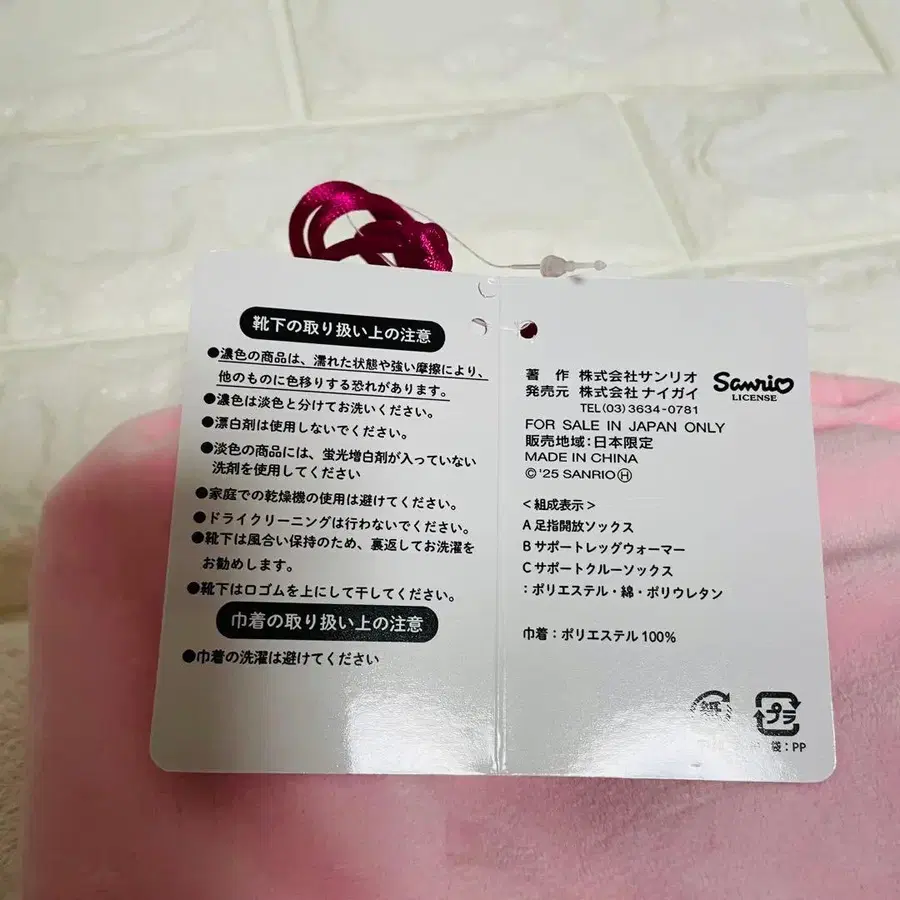 靴下の取り扱い上の注意
●濃色の商品は、濡れた状態や強い摩擦により、
他のものに色移りする恐れがあります。
●濃色は淡色と分けてお洗いください。
●漂白剤は使用しないでください。
●淡色の商品には、蛍光増白剤が入っていない
洗剤を使用してください
●家庭での乾燥機の使用は避けてください。
●ドライクリーニングは行わないでください。
●靴下は風合い保持のため、裏返してお洗濯を
お勧めします。
●靴下は口ゴムを上にして干してください。
巾着の取り扱い上の注意
●巾着の洗濯は避けてください
著 作 株式会社サンリオ
発売元 株式会社ナイガイ
TEL(03)3634-0781
Sanrio
LICENSE
FOR SALE IN JAPAN ONLY
販売地域:日本限定
MADE IN CHINA
©'25 SANRIO Ⓗ
<組成表示>
A 足指開放ソックス
B サポートレッグウォーマー
C サポートクルーソックス
:ポリエステル・綿・ポリウレタン
巾着:ポリエステル100%
紙
プラ
袋:PP